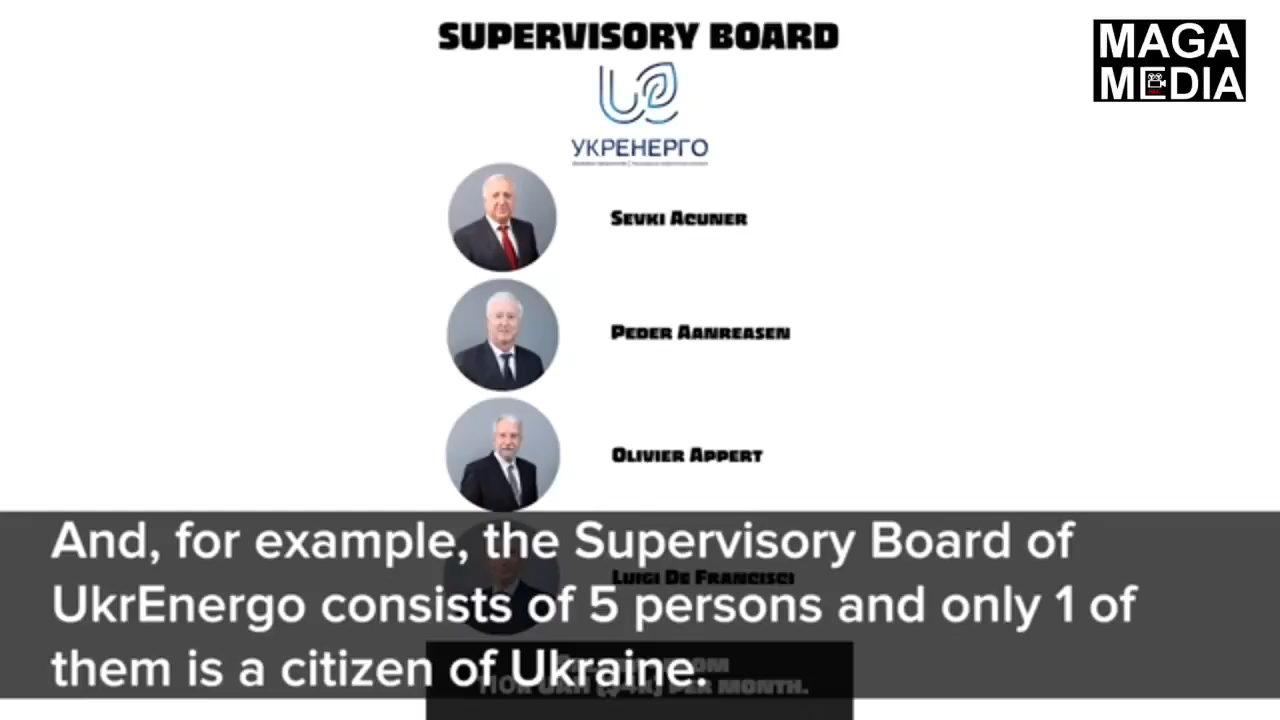 SUPERVISORY BOARD
MAGA
MEDIA
УКРЕНЕРГО
SEVKI ACUNER
PEDER AANREASEN
OLIVIER APPERT
LUIGI DE FRANCISCI
And, for example, the Supervisory Board of
UkrEnergo consists of 5 persons and only 1 of
them is a citizen of Ukraine.
PER MONTH.